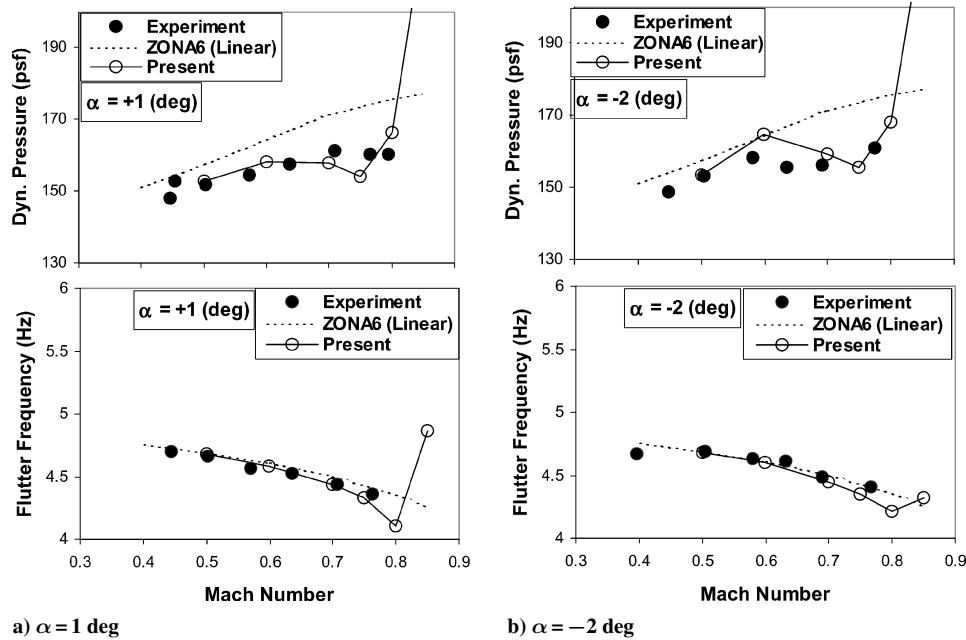 190
170
150
130
Dyn. Pressure (psf)
Experiment
ZONA6 (Linear)
Present
α = +1 (deg)
190
170
150
130
Dyn. Pressure (psf)
Experiment
ZONA6 (Linear)
Present
α = -2 (deg)
6
5.5
5
4.5
4
Flutter Frequency (Hz)
α = +1 (deg)
Experiment
ZONA6 (Linear)
Present
0.3 0.4 0.5 0.6 0.7 0.8 0.9
Mach Number
6
5.5
5
4.5
4
Flutter Frequency (Hz)
α = -2 (deg)
Experiment
ZONA6 (Linear)
Present
0.3 0.4 0.5 0.6 0.7 0.8 0.9
Mach Number
a) α = 1 deg
b) α = −2 deg